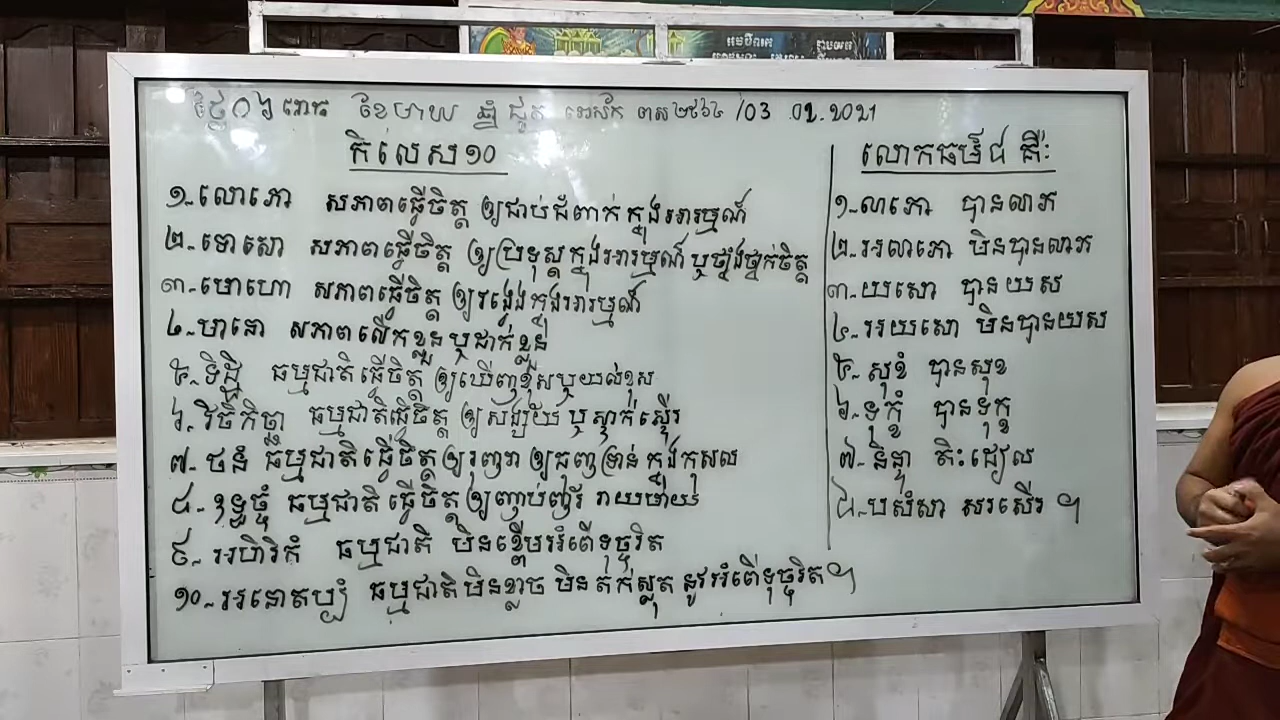 ខែមាឃ ឆ្នាំ ជូត ពស ២៥៦៤ /03 02.2021
កិលេស ១០
១- លោភោ សភាពធ្វើចិត្ត ឲ្យជាប់ជំពាក់ ក្នុងអារម្មណ៍
២- ទោសោ សភាពធ្វើចិត្ត ឲ្យប្រទុស្តក្នុងអារម្មណ៍ ឬថ្នាំងថ្នាក់ចិត្ត
៣- មោហោ សភាពធ្វើចិត្ត ឲ្យវង្វេងក្នុងអារម្មណ៍
៤- មានោ សភាពលើកខ្លួន ឬដាក់ខ្លួន
៥- ទិដ្ឋិ ធម្មជាតិធ្វើចិត្ត ឲ្យឃើញខុសឬយល់ខុស
៦- វិចិកិច្ឆា ធម្មជាតិធ្វើចិត្ត ឲ្យសង្ស័យ ឬ ស្ទាក់ស្ទើរ
៧- ថីនំ ធម្មជាតិធ្វើចិត្តឲ្យរួញរា ឲ្យធុញទ្រាន់ ក្នុងកុសល
៨- ឧទ្ធច្ចំ ធម្មជាតិ ធ្វើចិត្តឲ្យញាប់ញ័រ រាយមាយ
៩- អហិរិកំ ធម្មជាតិ មិនខ្ពើមអំពើទុច្ចរិត
១០- អនោតប្បំ ធម្មជាតិមិនខ្លាច មិនតក់ស្លុត នូវអំពើទុច្ចរិត ។
លោកធម៌ ៨ គឺៈ
១- លាភោ បានលាភ
២- អលាភោ មិនបានលាភ
៣- យសោ បានយស
៤- អយសោ មិនបានយស
៥- សុខំ បានសុខ
៦- ទុក្ខំ បានទុក្ខ
៧- និន្ទា តិះដៀល
៨- បសំសា សរសើរ ។